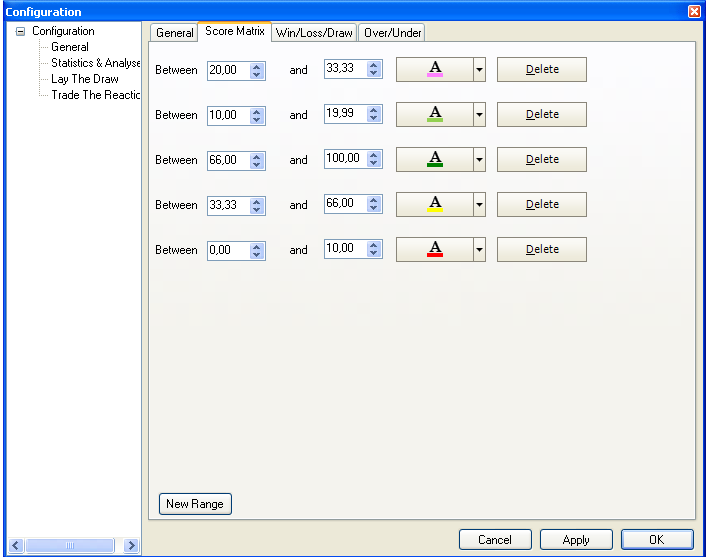 Configuration
Configuration
General
Statistics & Analyse
Lay The Draw
Trade The Reactic
General Score Matrix Win/Loss/Draw Over/Under
Between 20,00 and 33,33 A Delete
Between 10,00 and 19,99 A Delete
Between 66,00 and 100,00 A Delete
Between 33,33 and 66,00 A Delete
Between 0,00 and 10,00 A Delete
New Range
Cancel Apply OK